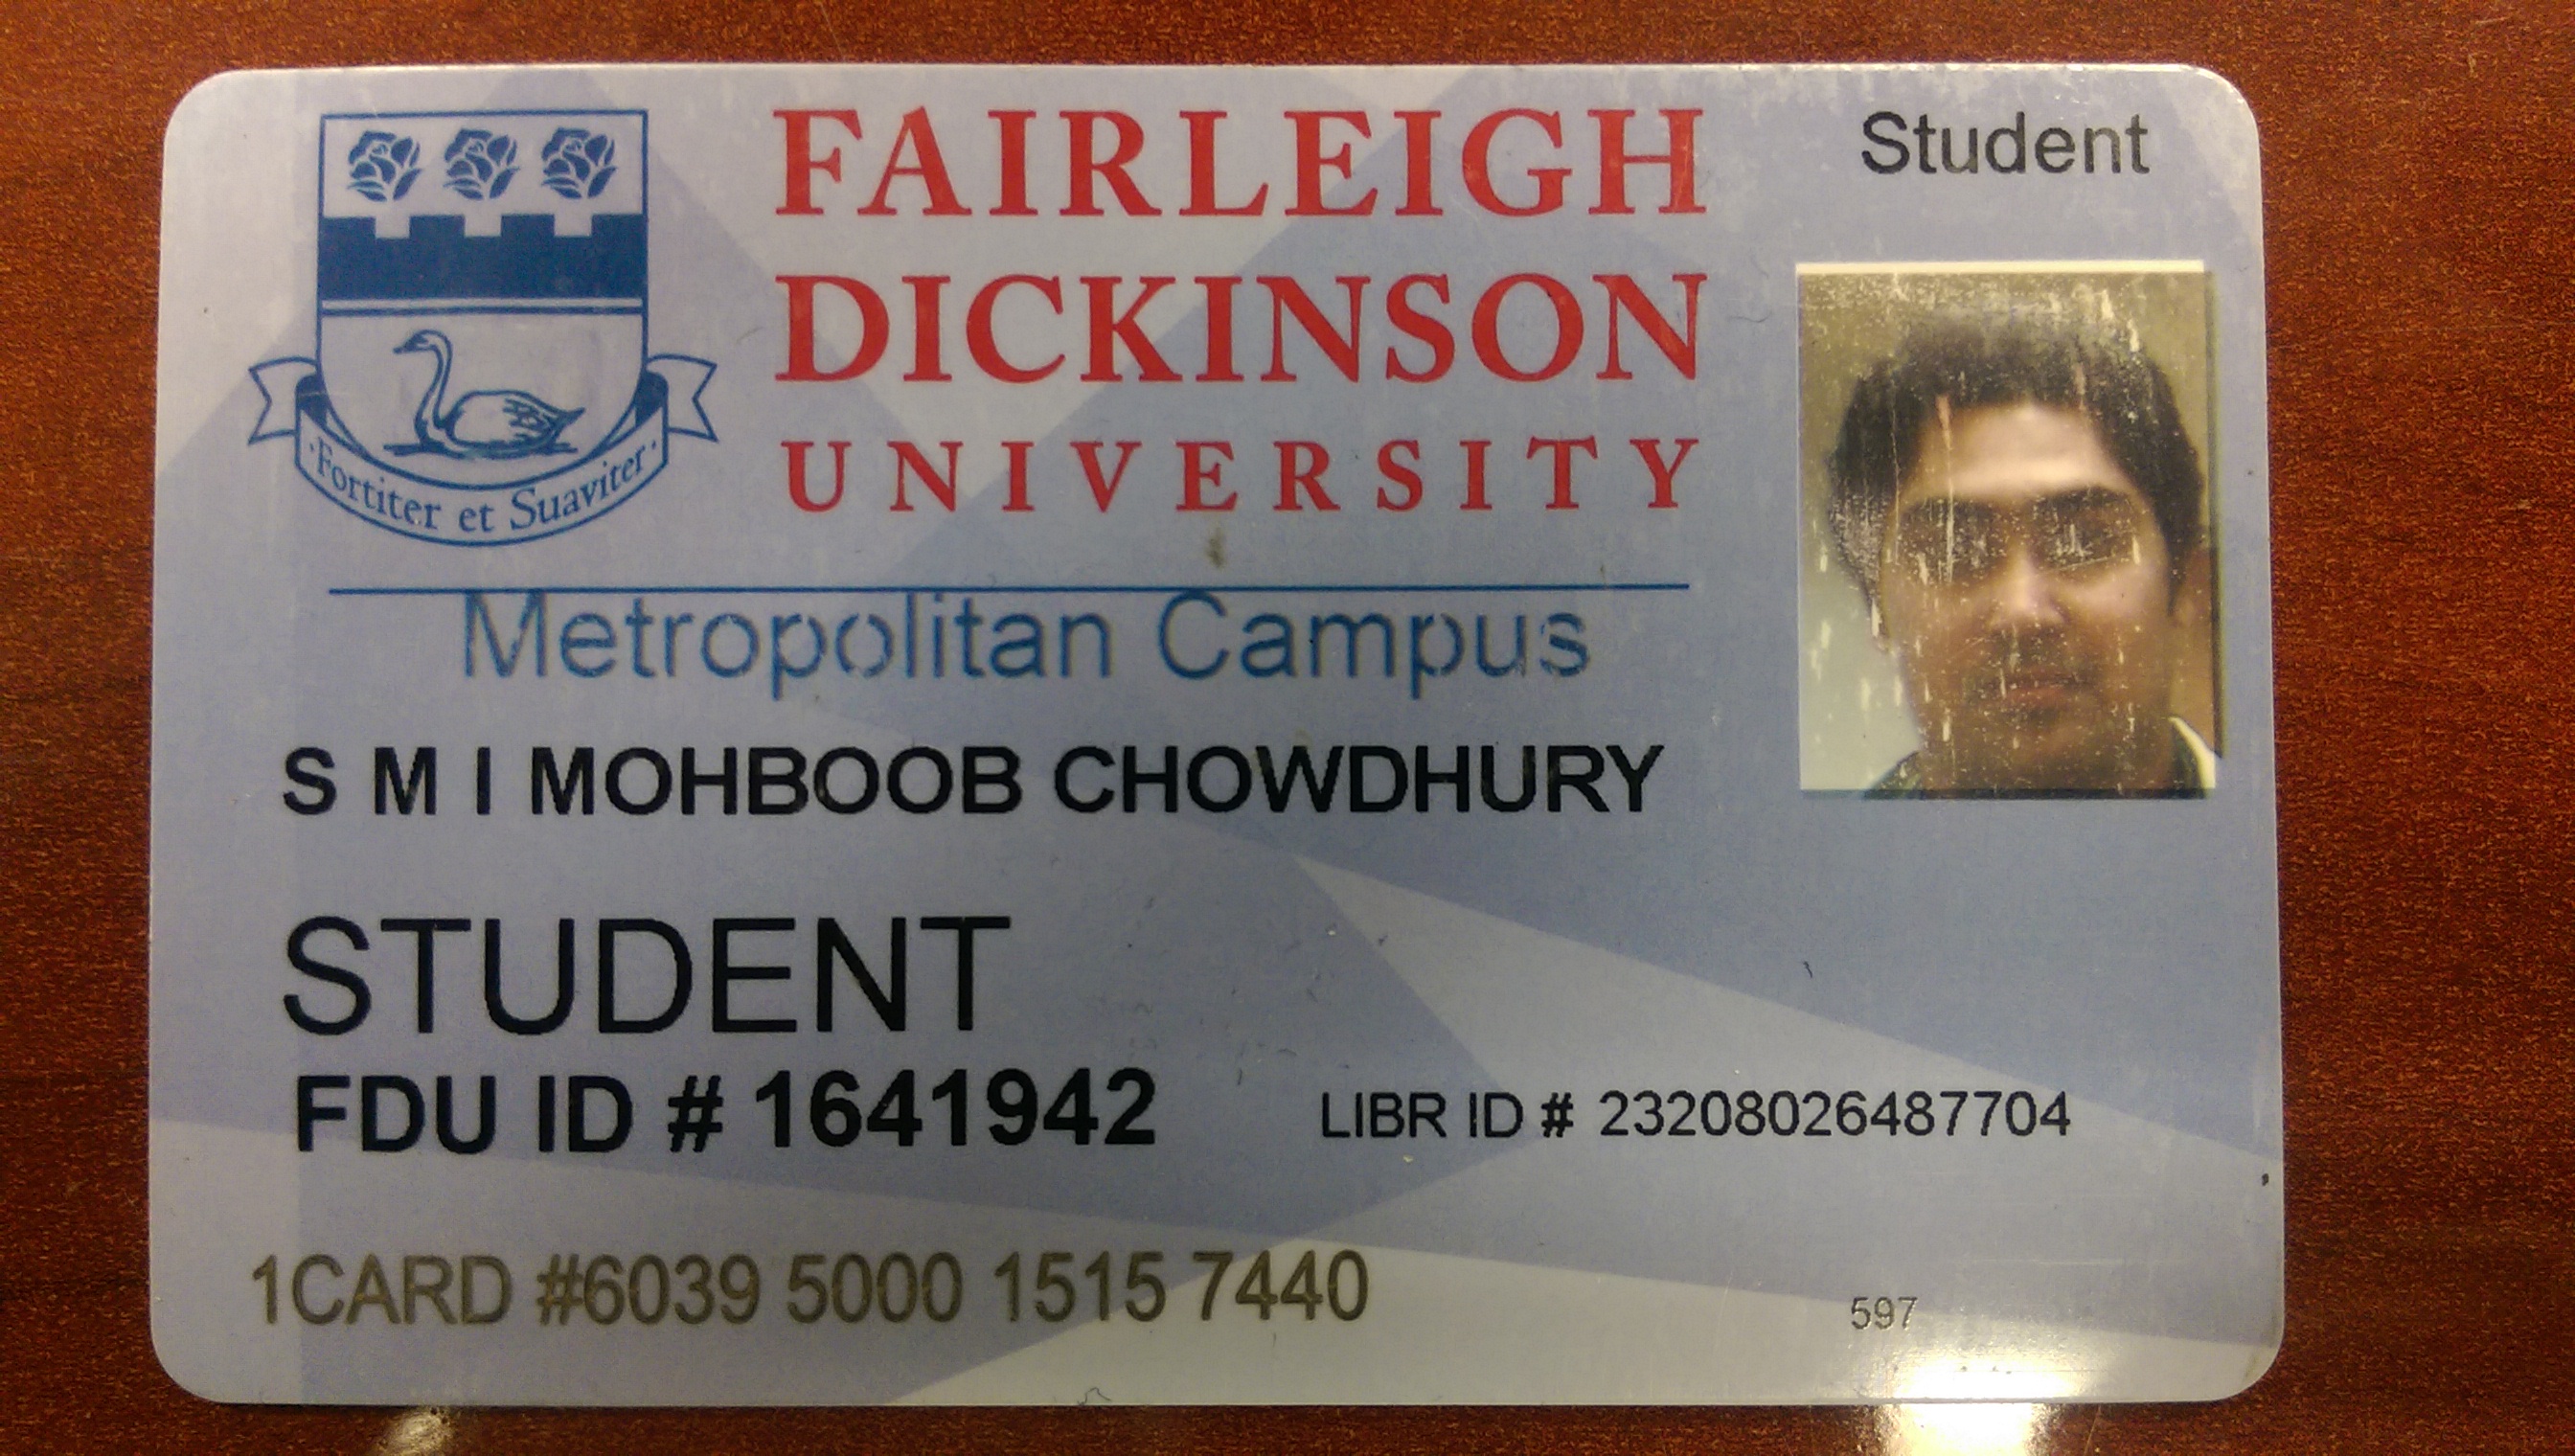 FAIRLEIGH
DICKINSON
UNIVERSITY
Student
·Fortiter et Suaviter·
Metropolitan Campus
S M I MOHBOOB CHOWDHURY
STUDENT
FDU ID # 1641942
LIBR ID # 23208026487704
1CARD #6039 5000 1515 7440
597